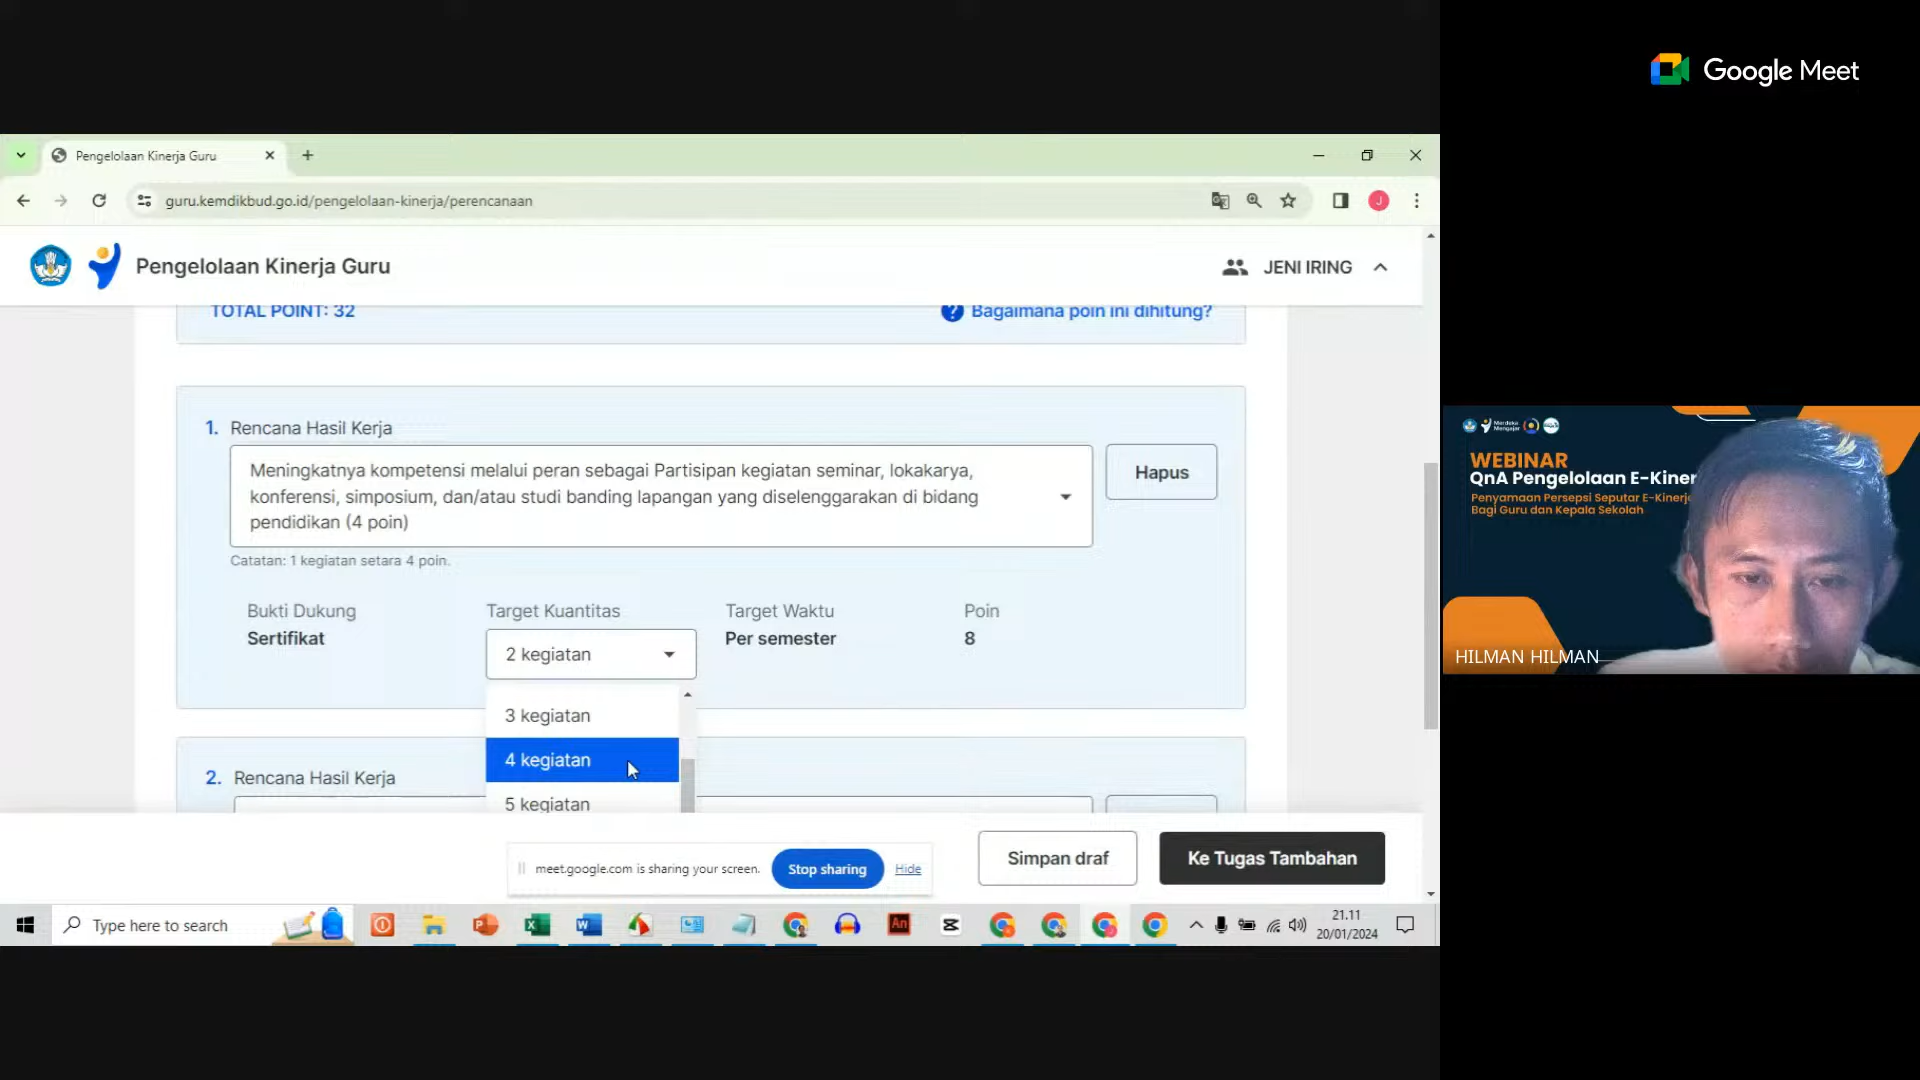 Google Meet
Pengelolaan Kinerja Guru
guru.kemdikbud.go.id/pengelolaan-kinerja/perencanaan
J
Pengelolaan Kinerja Guru
JENI IRING
TOTAL POINT: 32
Bagaimana poin ini dihitung?
1. Rencana Hasil Kerja
Meningkatnya kompetensi melalui peran sebagai Partisipan kegiatan seminar, lokakarya,
konferensi, simposium, dan/atau studi banding lapangan yang diselenggarakan di bidang
pendidikan (4 poin)
Hapus
Catatan: 1 kegiatan setara 4 poin.
Bukti Dukung
Sertifikat
Target Kuantitas
2 kegiatan
Target Waktu
Per semester
Poin
8
3 kegiatan
4 kegiatan
5 kegiatan
2. Rencana Hasil Kerja
meet.google.com is sharing your screen.
Stop sharing
Hide
Simpan draf
Ke Tugas Tambahan
Type here to search
An
21.11
20/01/2024
Merdeka
Mengajar
WEBINAR
QnA Pengelolaan E-Kiner
Penyamaan Persepsi Seputar E-Kinerj
Bagi Guru dan Kepala Sekolah
HILMAN HILMAN